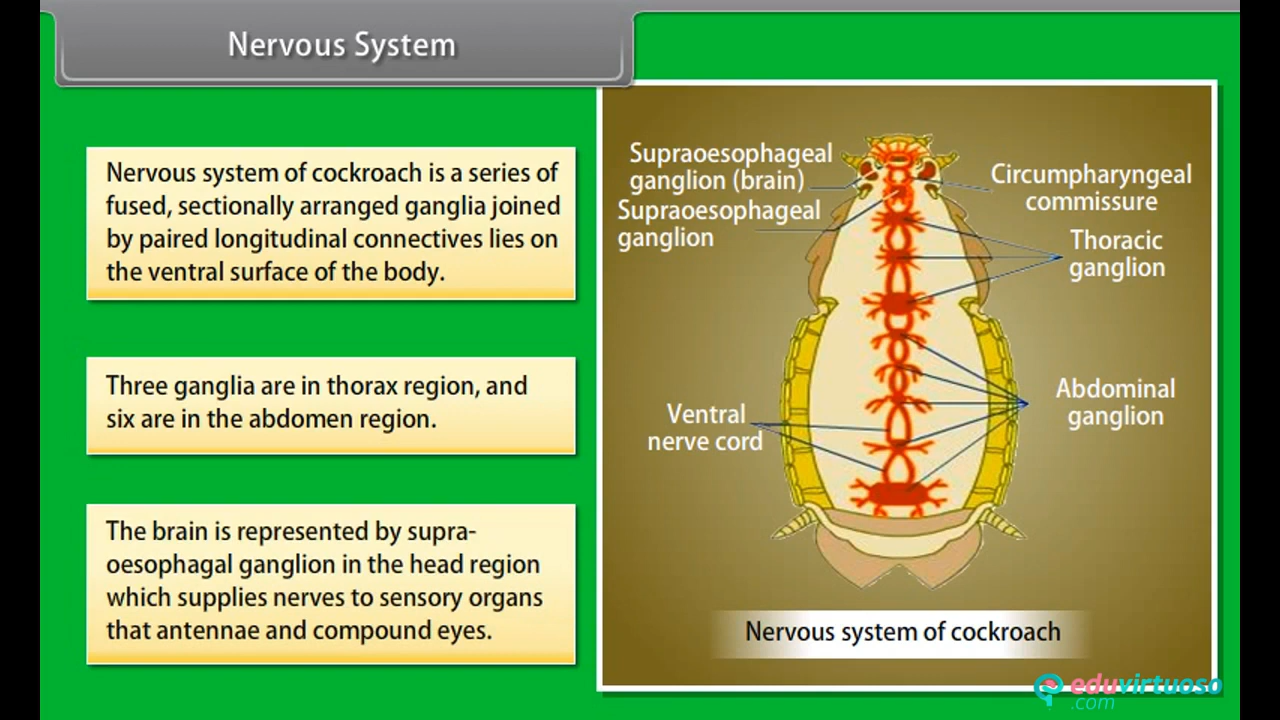 Nervous System
Nervous system of cockroach is a series of
fused, sectionally arranged ganglia joined
by paired longitudinal connectives lies on
the ventral surface of the body.
Three ganglia are in thorax region, and
six are in the abdomen region.
The brain is represented by supra-
oesophagal ganglion in the head region
which supplies nerves to sensory organs
that antennae and compound eyes.
Supraoesophageal
ganglion (brain)
Supraoesophageal
ganglion
Circumpharyngeal
commissure
Thoracic
ganglion
Abdominal
ganglion
Ventral
nerve cord
Nervous system of cockroach
eduvirtuoso
.com